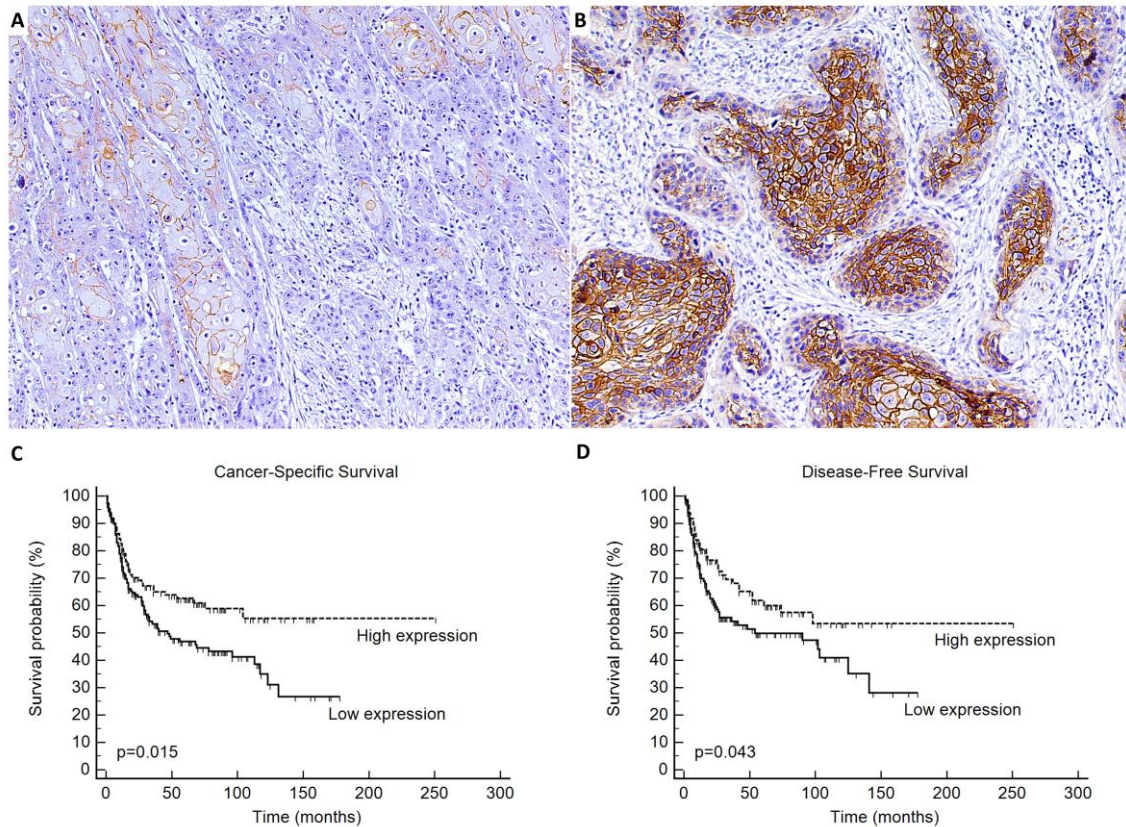 A
B
C
Cancer-Specific Survival
100
90
80
70
60
50
40
30
20
10
0
Survival probability (%)
High expression
Low expression
p=0.015
0 50 100 150 200 250 300
Time (months)
D
Disease-Free Survival
100
90
80
70
60
50
40
30
20
10
0
Survival probability (%)
High expression
Low expression
p=0.043
0 50 100 150 200 250 300
Time (months)